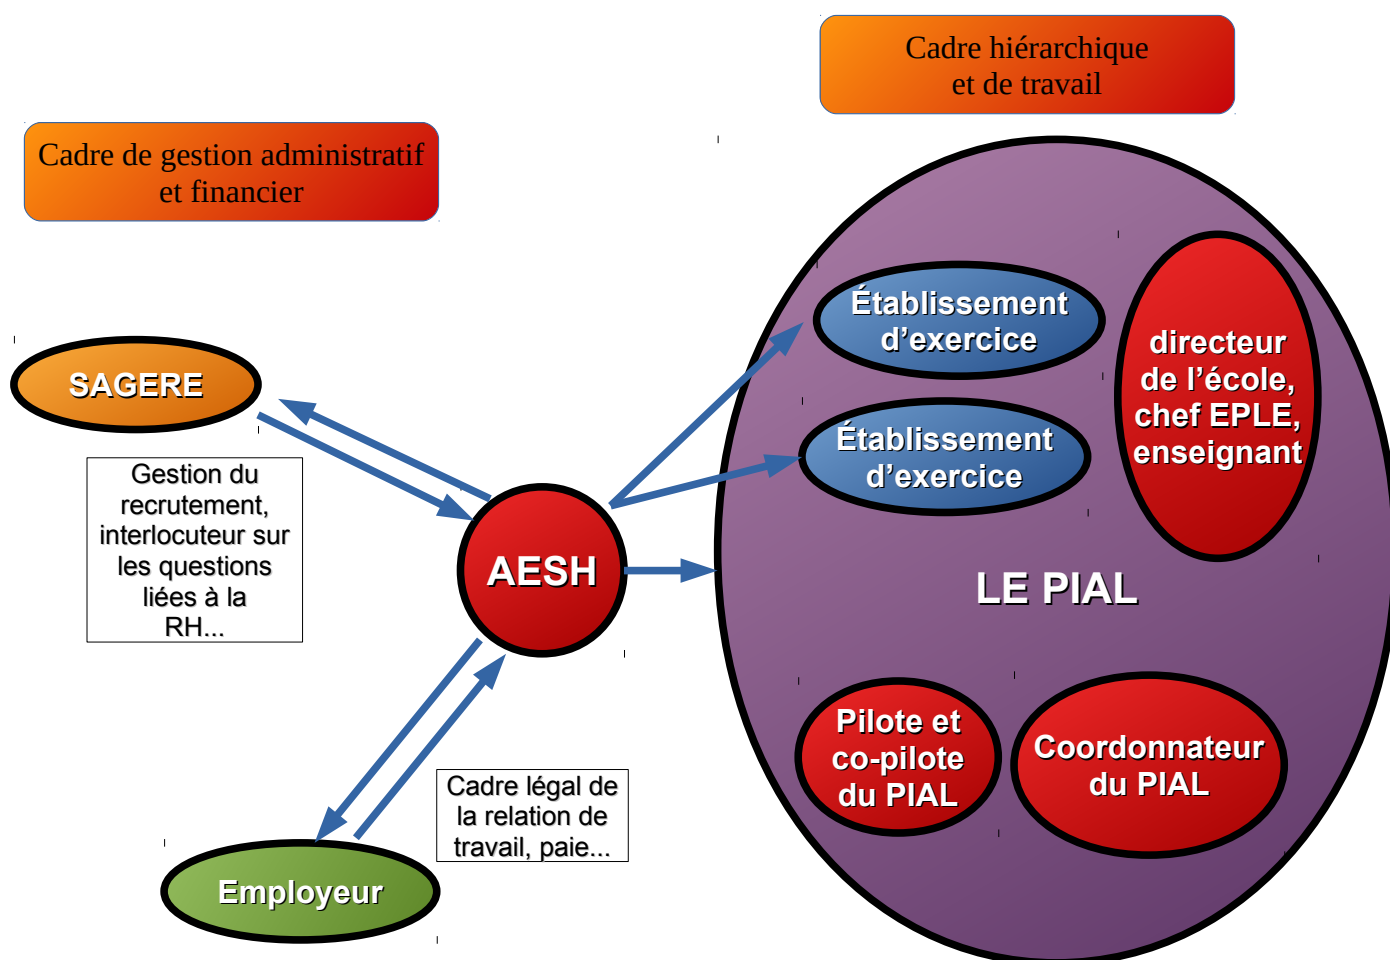 Cadre hiérarchique
et de travail
Cadre de gestion administratif
et financier
SAGERE
Gestion du
recrutement,
interlocuteur sur
les questions
liées à la
RH...
AESH
Employeur
Cadre légal de
la relation de
travail, paie...
Établissement
d’exercice
Établissement
d’exercice
directeur
de l’école,
chef EPLE,
enseignant
LE PIAL
Pilote et
co-pilote
du PIAL
Coordonnateur
du PIAL